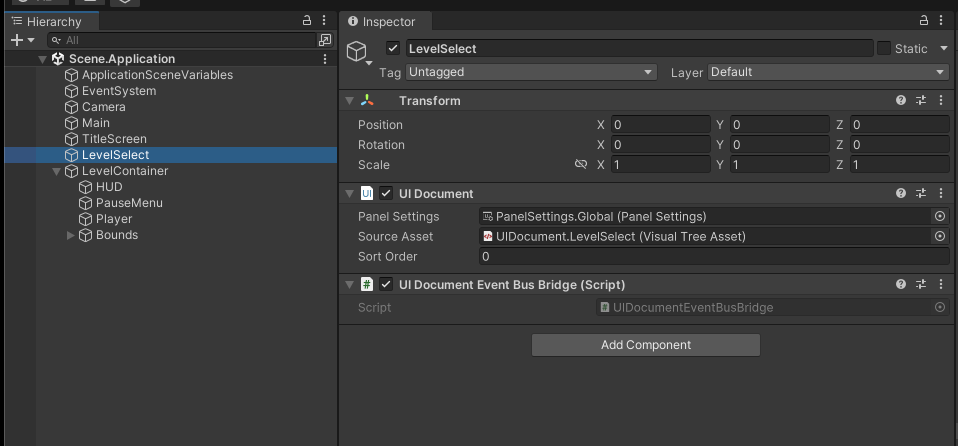 Hierarchy
All
Scene.Application
ApplicationSceneVariables
EventSystem
Camera
Main
TitleScreen
LevelSelect
LevelContainer
HUD
PauseMenu
Player
Bounds
Inspector
LevelSelect Static
Tag Untagged Layer Default
Transform
Position X 0 Y 0 Z 0
Rotation X 0 Y 0 Z 0
Scale X 1 Y 1 Z 1
UI UI Document
Panel Settings PanelSettings.Global (Panel Settings)
Source Asset UIDocument.LevelSelect (Visual Tree Asset)
Sort Order 0
# UI Document Event Bus Bridge (Script)
Script # UIDocumentEventBusBridge
Add Component